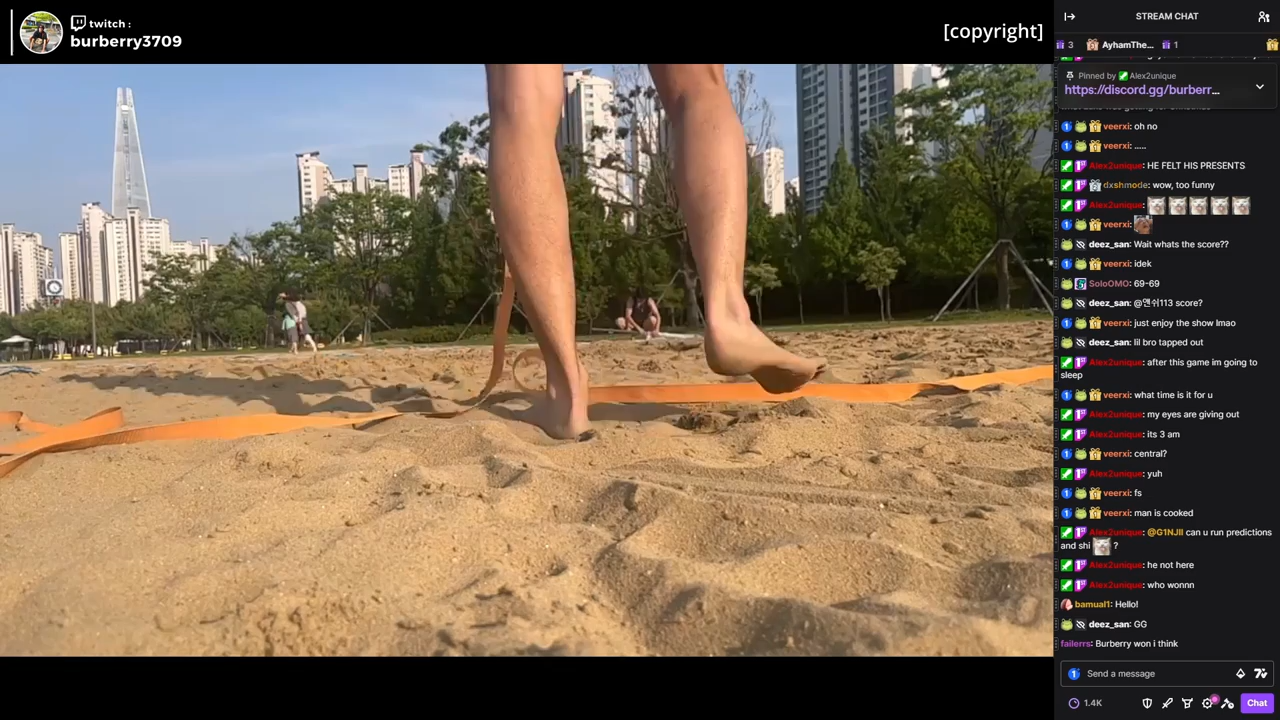 twitch :
burberry3709
[copyright]
STREAM CHAT
3 AyhamThe... 1
Pinned by Alex2unique
https://discord.gg/burberr...
veerxi: oh no
veerxi: .....
Alex2unique: HE FELT HIS PRESENTS
dxshmode: wow, too funny
Alex2unique:
veerxi:
deez_san: Wait whats the score??
veerxi: idek
SoloOMO: 69-69
deez_san: @맨쉬113 score?
veerxi: just enjoy the show lmao
deez_san: lil bro tapped out
Alex2unique: after this game im going to
sleep
veerxi: what time is it for u
Alex2unique: my eyes are giving out
Alex2unique: its 3 am
veerxi: central?
Alex2unique: yuh
veerxi: fs
veerxi: man is cooked
Alex2unique: @G1NJII can u run predictions
and shi ?
Alex2unique: he not here
Alex2unique: who wonnn
bamual1: Hello!
deez_san: GG
failerrs: Burberry won i think
Send a message
1.4K
Chat